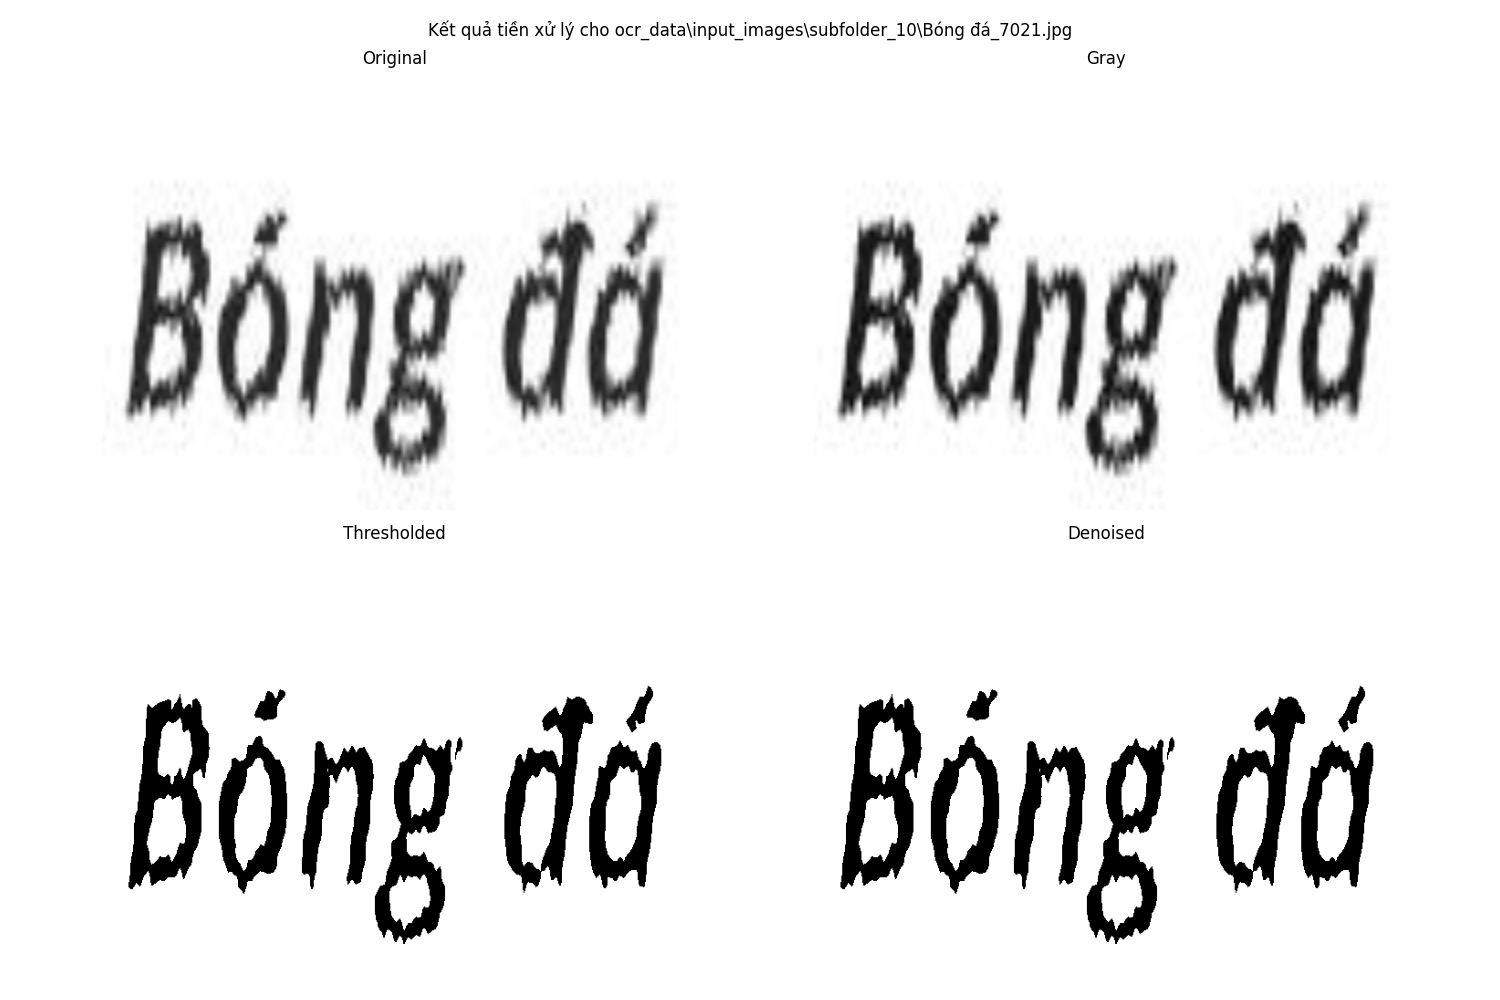 Kết quả tiền xử lý cho ocr_data\input_images\subfolder_10\Bóng đá_7021.jpg
Original
Gray
Bóng đá
Bóng đá
Thresholded
Denoised
Bóng đá
Bóng đá